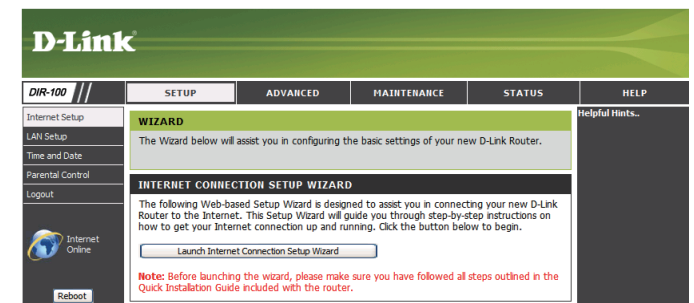 D-Link
DIR-100 // SETUP ADVANCED MAINTENANCE STATUS HELP
Internet Setup
LAN Setup
Time and Date
Parental Control
Logout
Internet
Online
Reboot
WIZARD
The Wizard below will assist you in configuring the basic settings of your new D-Link Router.
INTERNET CONNECTION SETUP WIZARD
The following Web-based Setup Wizard is designed to assist you in connecting your new D-Link
Router to the Internet. This Setup Wizard will guide you through step-by-step instructions on
how to get your Internet connection up and running. Click the button below to begin.
Launch Internet Connection Setup Wizard
Note: Before launching the wizard, please make sure you have followed all steps outlined in the
Quick Installation Guide included with the router.
Helpful Hints..